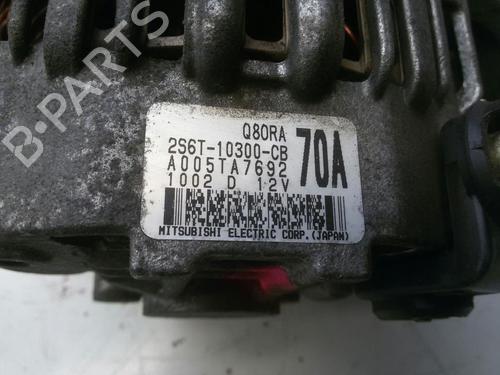 Q80RA
2S6T-10300-CB
70A
A005TA7692
1002 D 12V
MITSUBISHI ELECTRIC CORP.(JAPAN)
B-PARTS